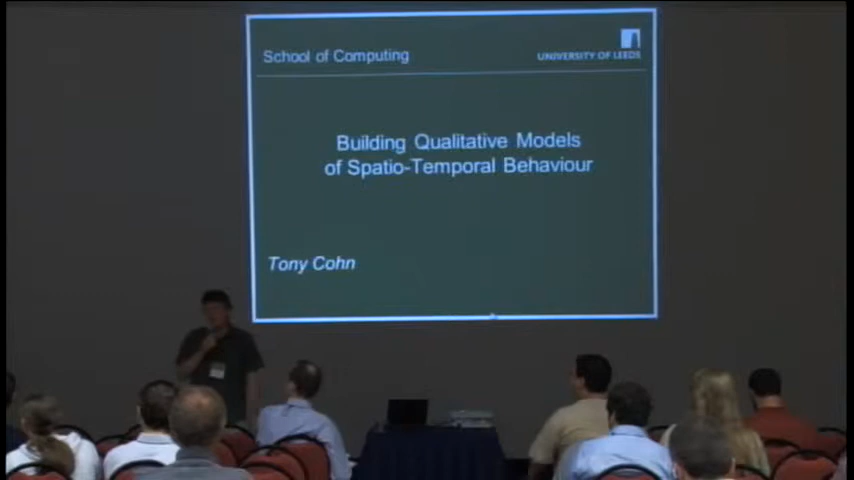 School of Computing
UNIVERSITY OF LEEDS
Building Qualitative Models
of Spatio-Temporal Behaviour
Tony Cohn